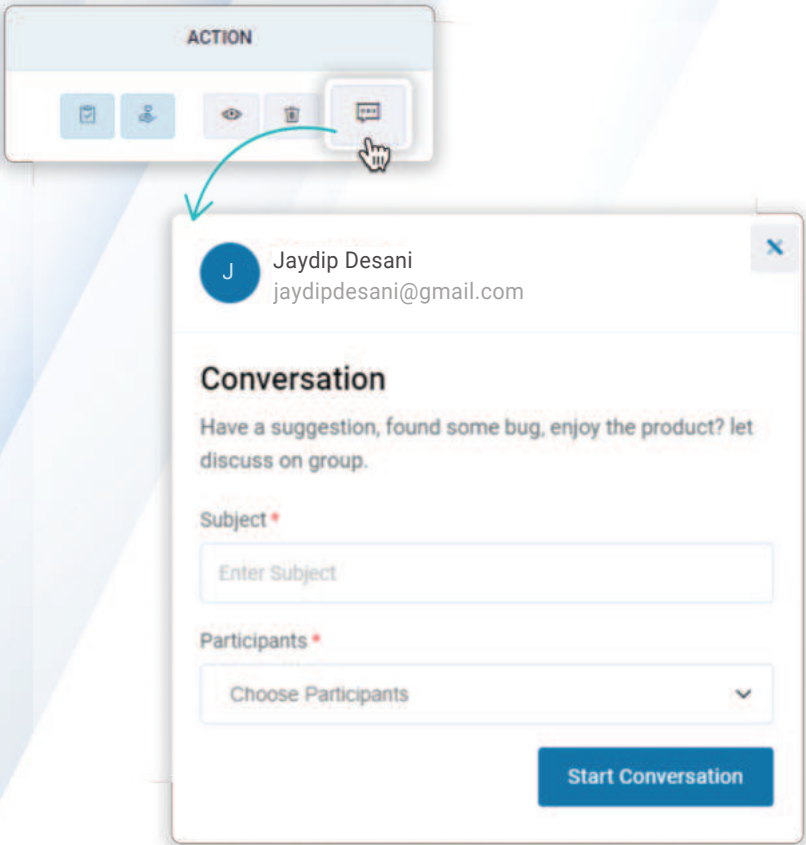 ACTION
J
Jaydip Desani
jaydipdesani@gmail.com
Conversation
Have a suggestion, found some bug, enjoy the product? let
discuss on group.
Subject *
Enter Subject
Participants *
Choose Participants
Start Conversation